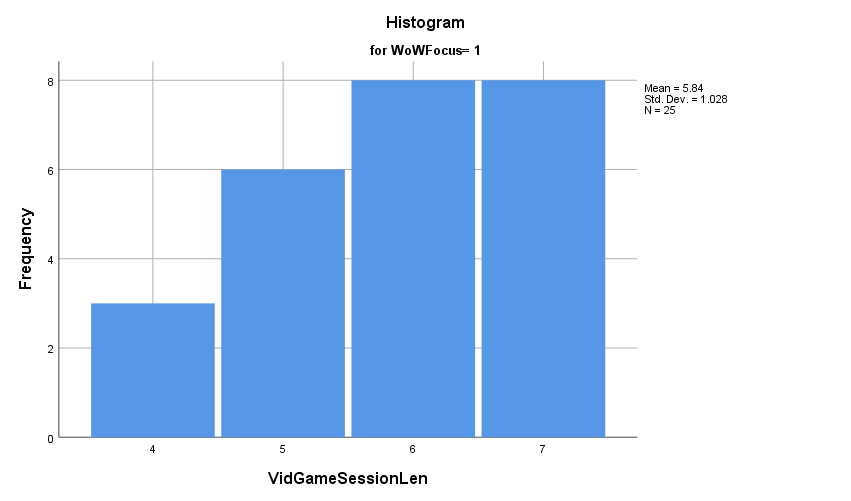 Histogram
for WoWFocus= 1
Mean = 5.84
Std. Dev. = 1.028
N = 25
Frequency
8
6
4
2
0
4 5 6 7
VidGameSessionLen